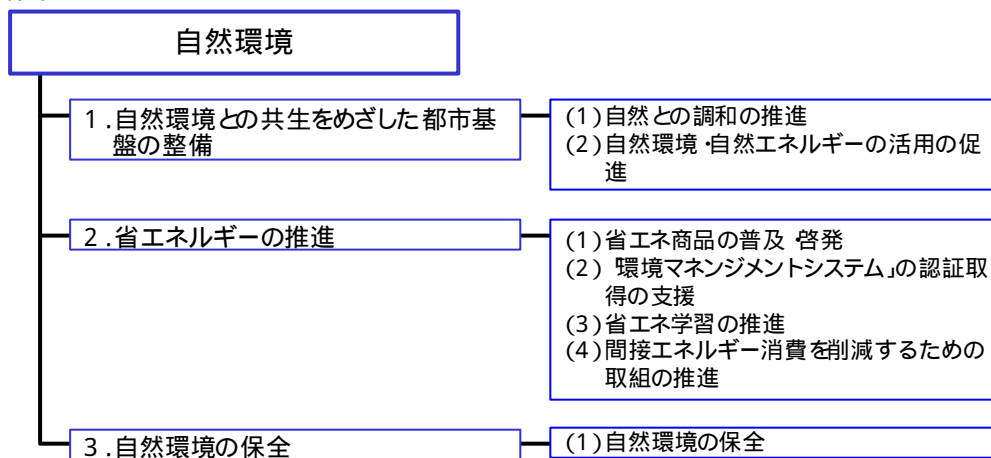 自然環境
1.自然環境との共生をめざした都市基
盤の整備
(1)自然との調和の推進
(2)自然環境・自然エネルギーの活用の促
進
2.省エネルギーの推進
(1)省エネ商品の普及・啓発
(2)「環境マネンジメントシステム」の認証取
得の支援
(3)省エネ学習の推進
(4)間接エネルギー消費を削減するための
取組の推進
3.自然環境の保全
(1)自然環境の保全